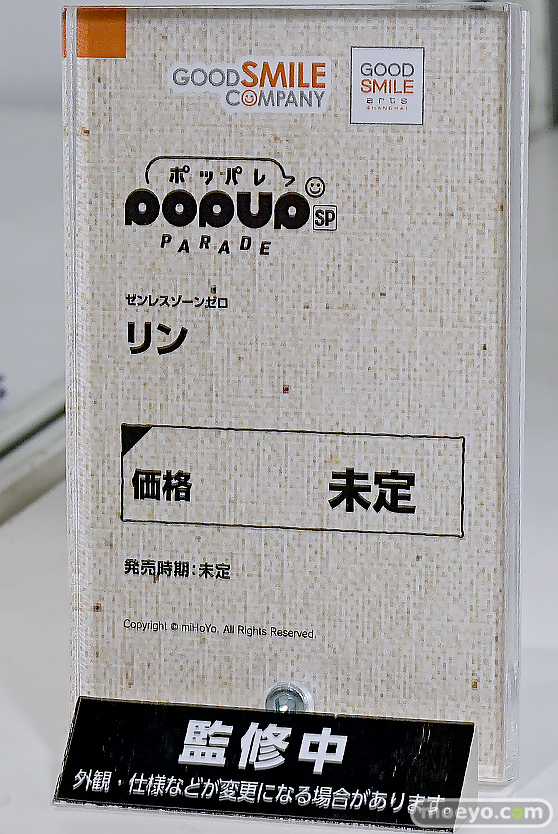 GOODSMILE
COMPANY
GOOD
SMILE
arts
SHANGHAI
ポッパレ
POPUP SP
PARADE
ゼンレスゾーンゼロ
リン
価格 未定
発売時期:未定
Copyright © miHoYo. All Rights Reserved.
監修中
外観・仕様などが変更になる場合があります
moeyo.com